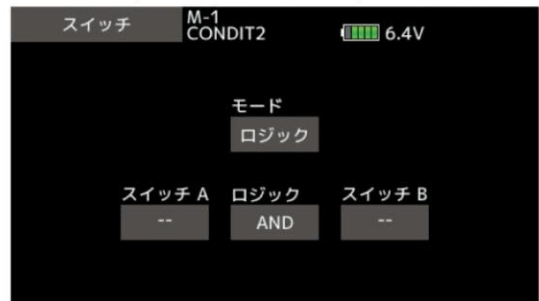 スイッチ
M-1
CONDIT2
6.4V
モード
ロジック
スイッチ A ロジック スイッチ B
-- AND --